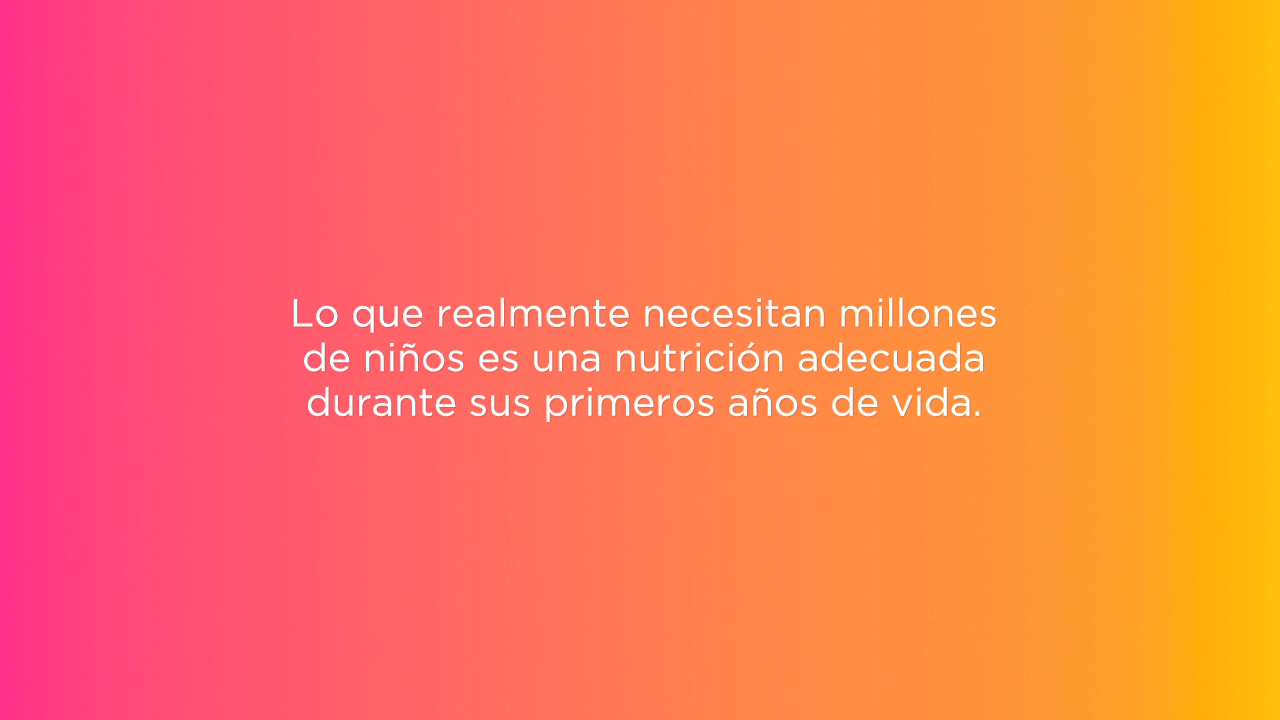 Lo que realmente necesitan millones
de niños es una nutrición adecuada
durante sus primeros años de vida.